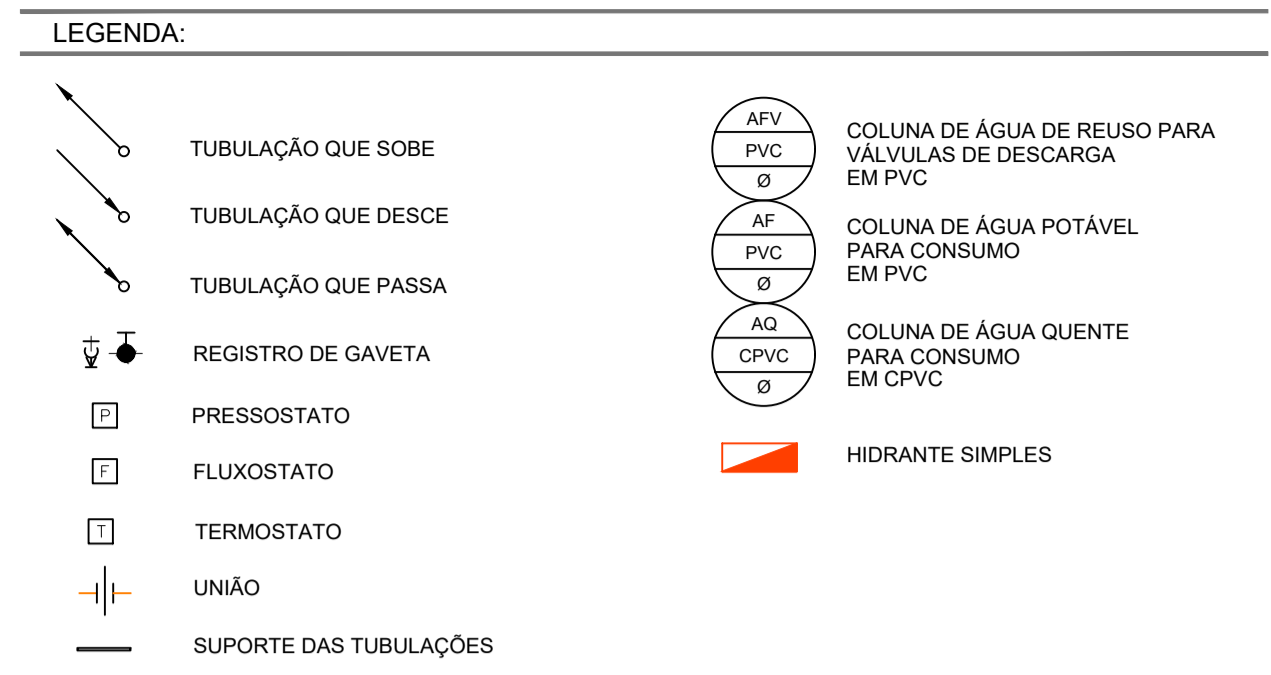 LEGENDA:
TUBULAÇÃO QUE SOBE
TUBULAÇÃO QUE DESCE
TUBULAÇÃO QUE PASSA
REGISTRO DE GAVETA
P
PRESSOSTATO
F
FLUXOSTATO
T
TERMOSTATO
UNIÃO
SUPORTE DAS TUBULAÇÕES
AFV
PVC
Ø
COLUNA DE ÁGUA DE REUSO PARA
VÁLVULAS DE DESCARGA
EM PVC
AF
PVC
Ø
COLUNA DE ÁGUA POTÁVEL
PARA CONSUMO
EM PVC
AQ
CPVC
Ø
COLUNA DE ÁGUA QUENTE
PARA CONSUMO
EM CPVC
HIDRANTE SIMPLES